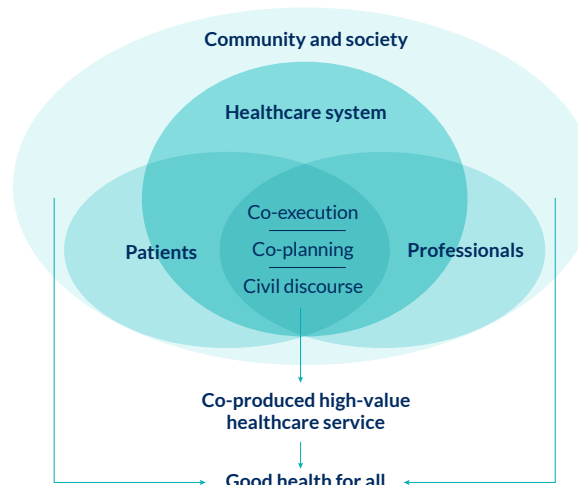 Community and society
Healthcare system
Co-execution
Co-planning
Civil discourse
Patients
Professionals
Co-produced high-value
healthcare service
Good health for all